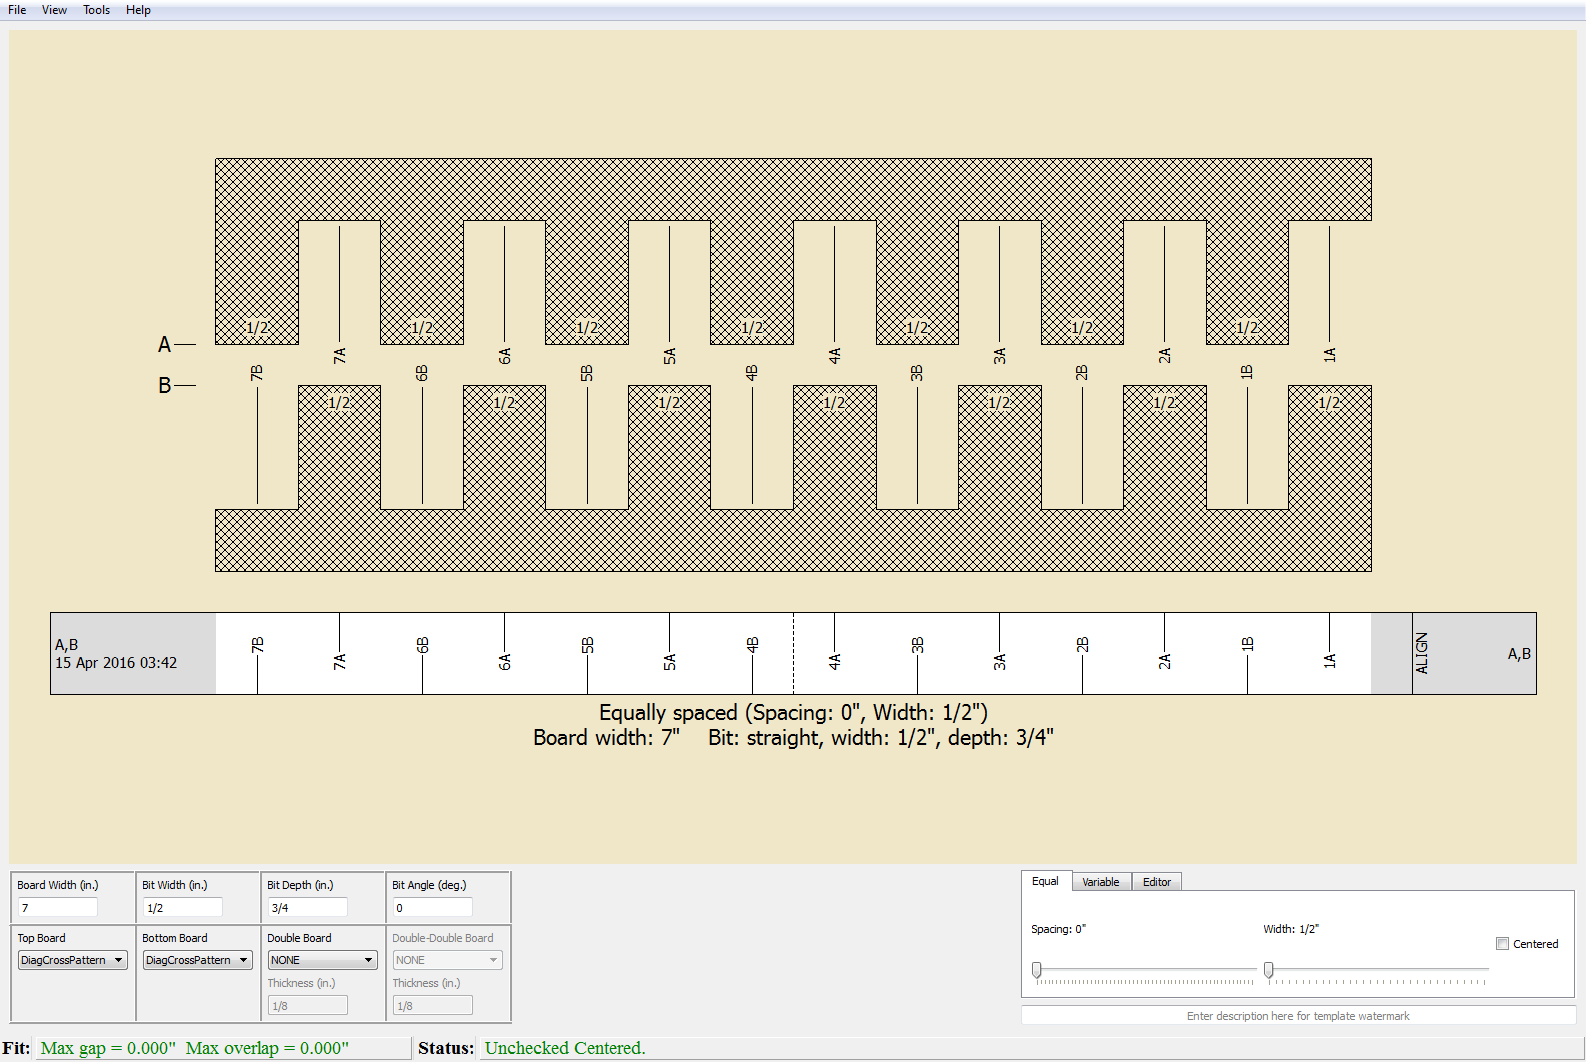 File View Tools Help
1/2 1/2 1/2 1/2 1/2 1/2 1/2
A
7A 6A 5A 4A 3A 2A 1A
7B 6B 5B 4B 3B 2B 1B
B
1/2 1/2 1/2 1/2 1/2 1/2 1/2
A,B
15 Apr 2016 03:42
7B 7A 6B 6A 5B 5A 4B 4A 3B 3A 2B 2A 1B 1A
ALIGN
A,B
Equally spaced (Spacing: 0", Width: 1/2")
Board width: 7" Bit: straight, width: 1/2", depth: 3/4"
Board Width (in.) Bit Width (in.) Bit Depth (in.) Bit Angle (deg.)
7 1/2 3/4 0
Top Board Bottom Board Double Board Double-Double Board
DiagCrossPattern DiagCrossPattern NONE NONE
Thickness (in.) Thickness (in.)
1/8 1/8
Equal Variable Editor
Spacing: 0" Width: 1/2"
Centered
Enter description here for template watermark
Fit: Max gap = 0.000" Max overlap = 0.000" Status: Unchecked Centered.